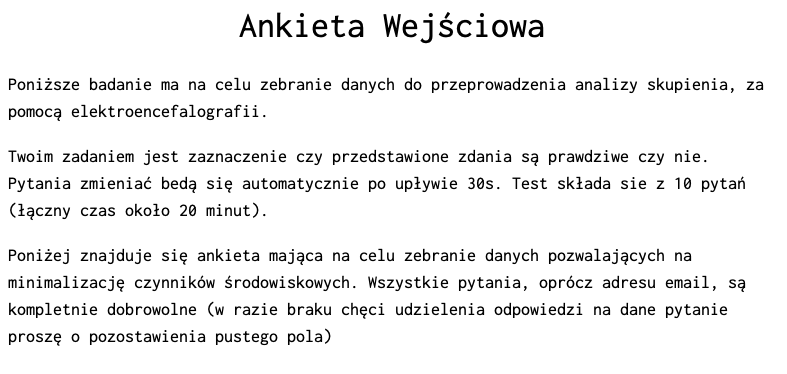 Ankieta Wejściowa
Poniższe badanie ma na celu zebranie danych do przeprowadzenia analizy skupienia, za
pomocą elektroencefalografii.
Twoim zadaniem jest zaznaczenie czy przedstawione zdania są prawdziwe czy nie.
Pytania zmieniać bedą się automatycznie po upływie 30s. Test składa sie z 10 pytań
(łączny czas około 20 minut).
Poniżej znajduje się ankieta mająca na celu zebranie danych pozwalających na
minimalizację czynników środowiskowych. Wszystkie pytania, oprócz adresu email, są
kompletnie dobrowolne (w razie braku chęci udzielenia odpowiedzi na dane pytanie
proszę o pozostawienia pustego pola)